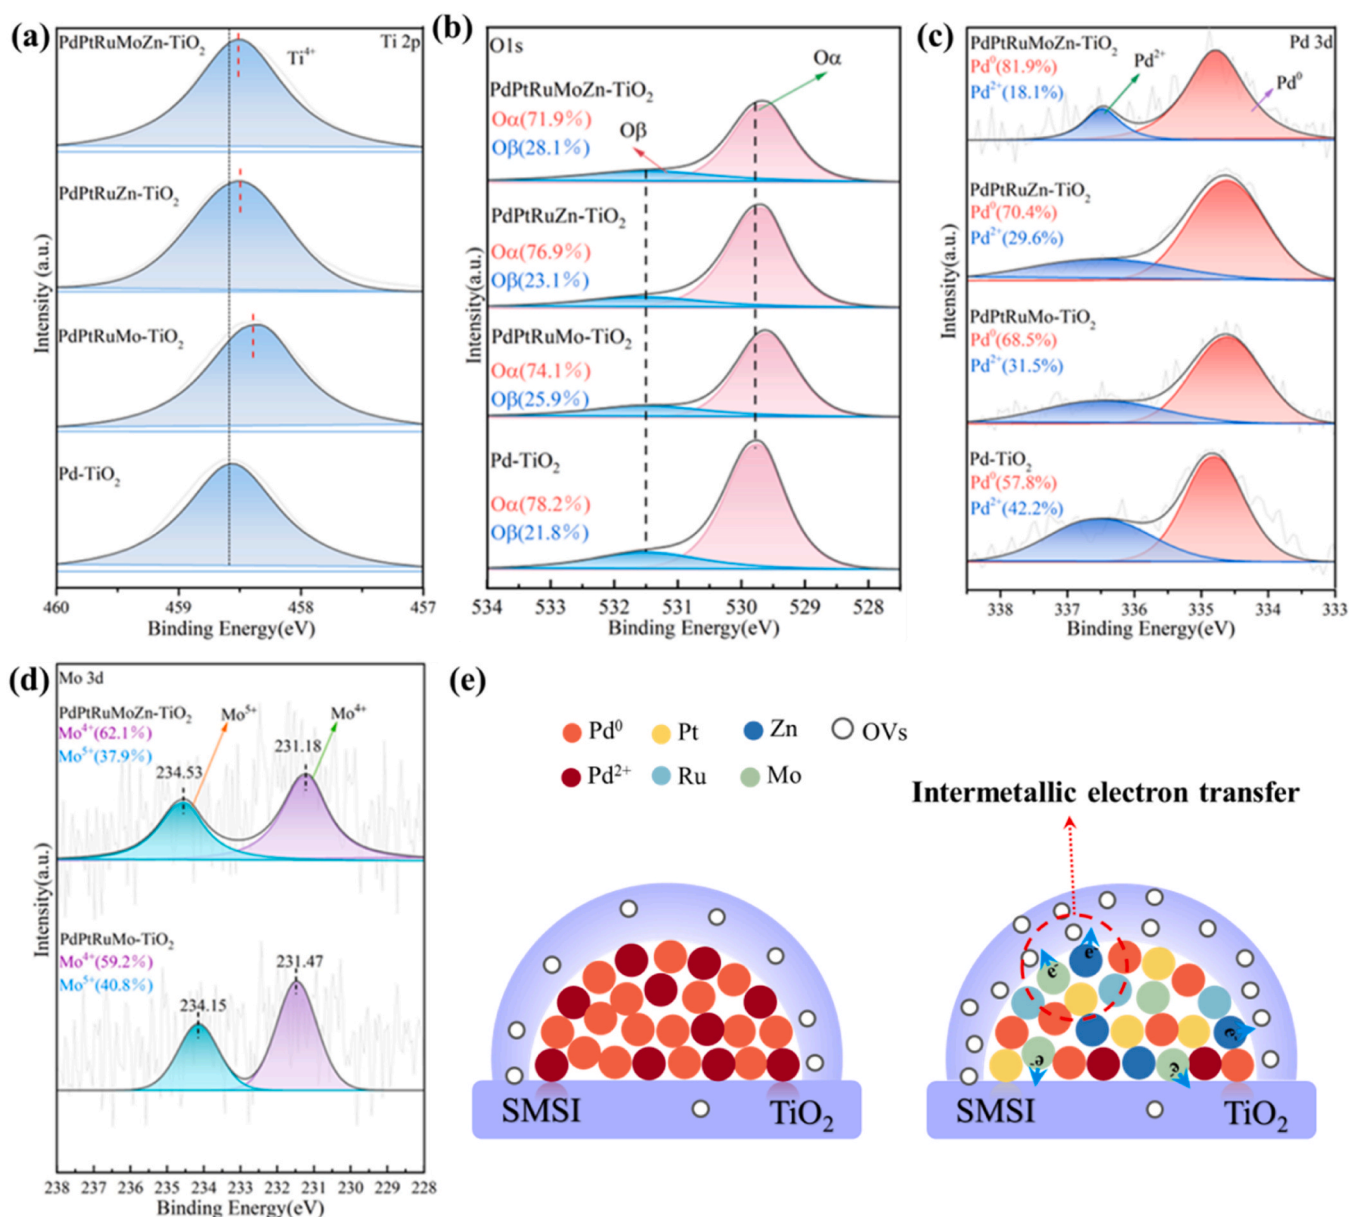 (a)
PdPtRuMoZn-TiO₂
Ti⁴⁺
Ti 2p
PdPtRuZn-TiO₂
PdPtRuMo-TiO₂
Pd-TiO₂
Intensity (a.u.)
460 459 458 457
Binding Energy(eV)
(b)
O1s
Oα
PdPtRuMoZn-TiO₂
Oα(71.9%)
Oβ
Oβ(28.1%)
PdPtRuZn-TiO₂
Oα(76.9%)
Oβ(23.1%)
PdPtRuMo-TiO₂
Oα(74.1%)
Oβ(25.9%)
Pd-TiO₂
Oα(78.2%)
Oβ(21.8%)
Intensity(a.u.)
534 533 532 531 530 529 528
Binding Energy(eV)
(c)
PdPtRuMoZn-TiO₂
Pd 3d
Pd⁰(81.9%)
Pd²⁺
Pd²⁺(18.1%)
Pd⁰
PdPtRuZn-TiO₂
Pd⁰(70.4%)
Pd²⁺(29.6%)
PdPtRuMo-TiO₂
Pd⁰(68.5%)
Pd²⁺(31.5%)
Pd-TiO₂
Pd⁰(57.8%)
Pd²⁺(42.2%)
Intensity(a.u.)
338 337 336 335 334 333
Binding Energy(eV)
(d)
Mo 3d
PdPtRuMoZn-TiO₂
Mo⁴⁺(62.1%)
Mo⁵⁺(37.9%)
Mo⁵⁺
Mo⁴⁺
234.53
231.18
PdPtRuMo-TiO₂
Mo⁴⁺(59.2%)
Mo⁵⁺(40.8%)
234.15
231.47
Intensity(a.u.)
238 237 236 235 234 233 232 231 230 229 228
Binding Energy(eV)
(e)
Pd⁰ Pt Zn OVs
Pd²⁺ Ru Mo
Intermetallic electron transfer
e⁻
e⁻
e⁻
e⁻
e⁻
SMSI TiO₂
SMSI TiO₂